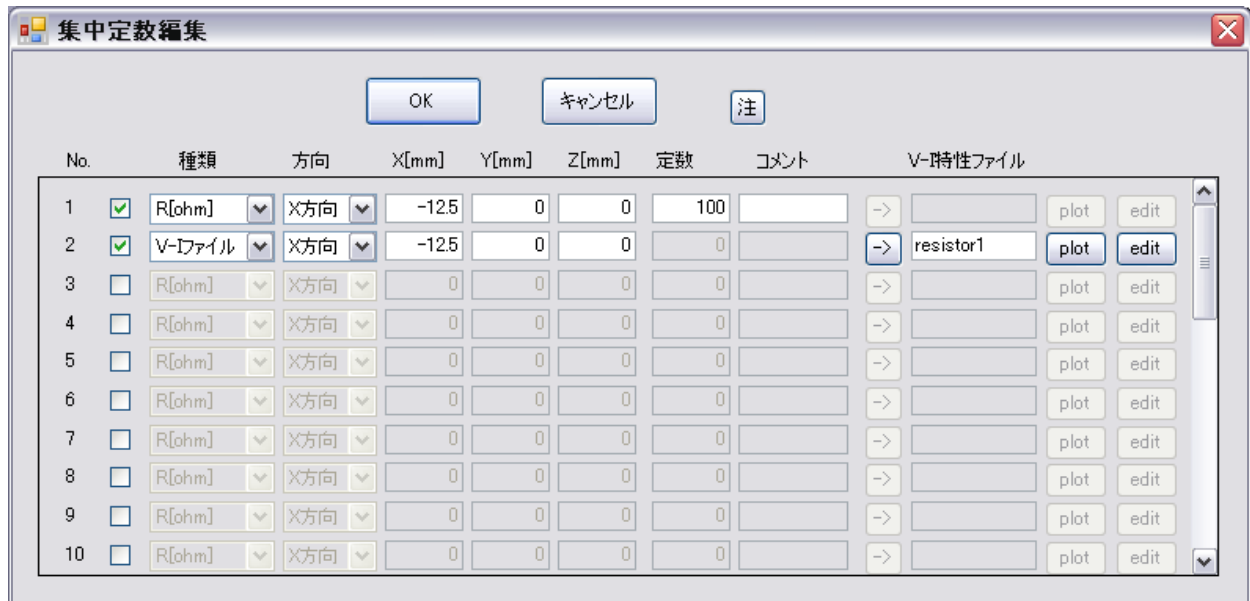 集中定数編集
OK キャンセル 注
No. 種類 方向 X[mm] Y[mm] Z[mm] 定数 コメント V-I特性ファイル
1 R[ohm] X方向 -12.5 0 0 100 -> plot edit
2 V-Iファイル X方向 -12.5 0 0 0 -> resistor1 plot edit
3 R[ohm] X方向 0 0 0 0 -> plot edit
4 R[ohm] X方向 0 0 0 0 -> plot edit
5 R[ohm] X方向 0 0 0 0 -> plot edit
6 R[ohm] X方向 0 0 0 0 -> plot edit
7 R[ohm] X方向 0 0 0 0 -> plot edit
8 R[ohm] X方向 0 0 0 0 -> plot edit
9 R[ohm] X方向 0 0 0 0 -> plot edit
10 R[ohm] X方向 0 0 0 0 -> plot edit